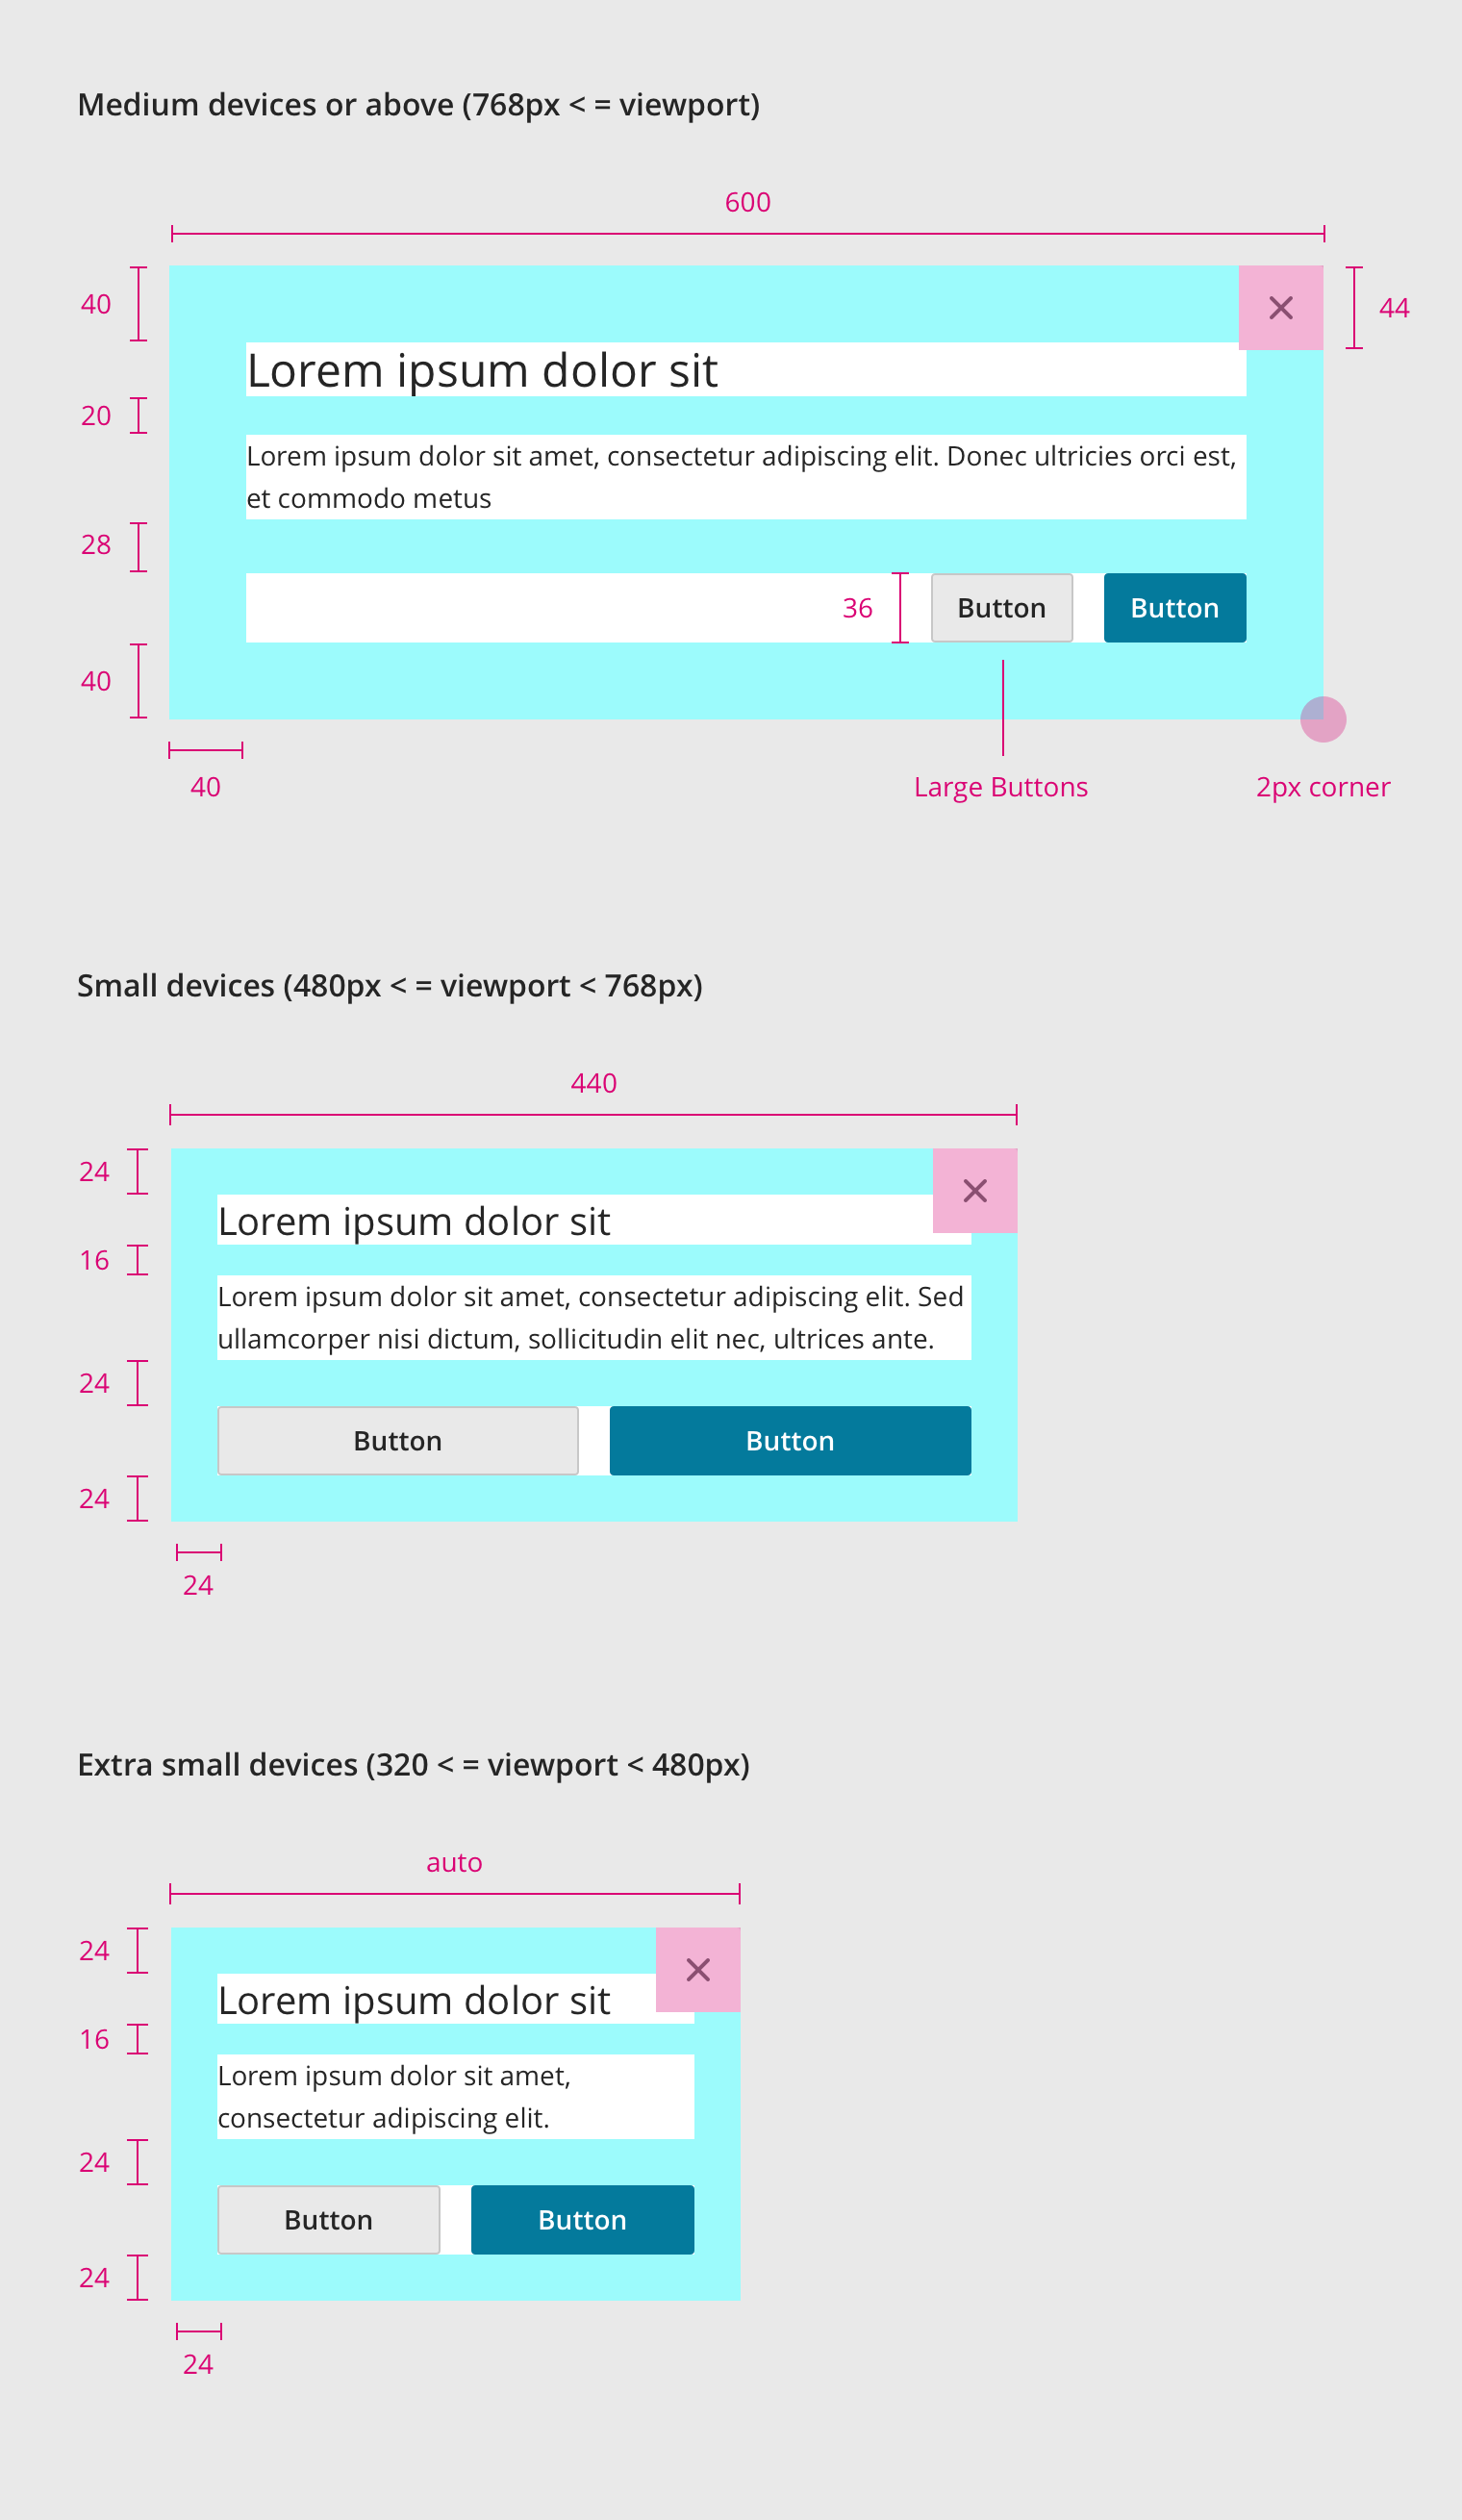 Medium devices or above (768px < = viewport)
600
40
44
Lorem ipsum dolor sit
20
Lorem ipsum dolor sit amet, consectetur adipiscing elit. Donec ultricies orci est,
et commodo metus
28
36
Button
Button
40
40
Large Buttons
2px corner
Small devices (480px < = viewport < 768px)
440
24
Lorem ipsum dolor sit
16
Lorem ipsum dolor sit amet, consectetur adipiscing elit. Sed
ullamcorper nisi dictum, sollicitudin elit nec, ultrices ante.
24
Button
Button
24
24
Extra small devices (320 < = viewport < 480px)
auto
24
Lorem ipsum dolor sit
16
Lorem ipsum dolor sit amet,
consectetur adipiscing elit.
24
Button
Button
24
24